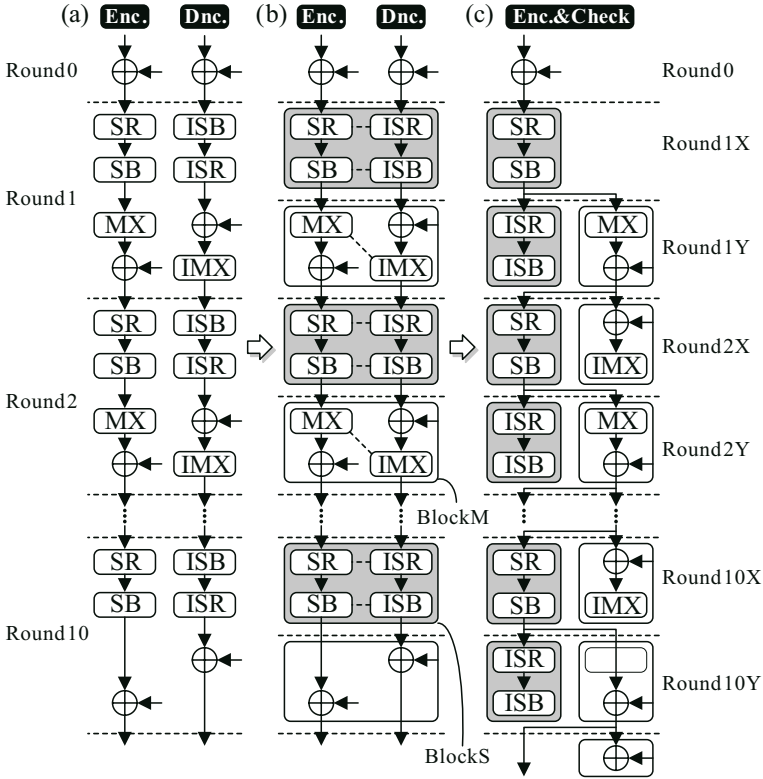 (a) Enc. Dnc. (b) Enc. Dnc. (c) Enc.&Check
Round0 Round0
SR ISB SR ISR SR
Round1X
SB ISR SB ISB SB
Round1
MX MX ISR MX
Round1Y
IMX IMX ISB
SR ISB SR ISR SR
Round2X
SB ISR SB ISB SB IMX
Round2
MX MX ISR MX
Round2Y
IMX IMX ISB
BlockM
SR ISB SR ISR SR
Round10X
SB ISR SB ISB SB IMX
Round10
ISR
Round10Y
ISB
BlockS